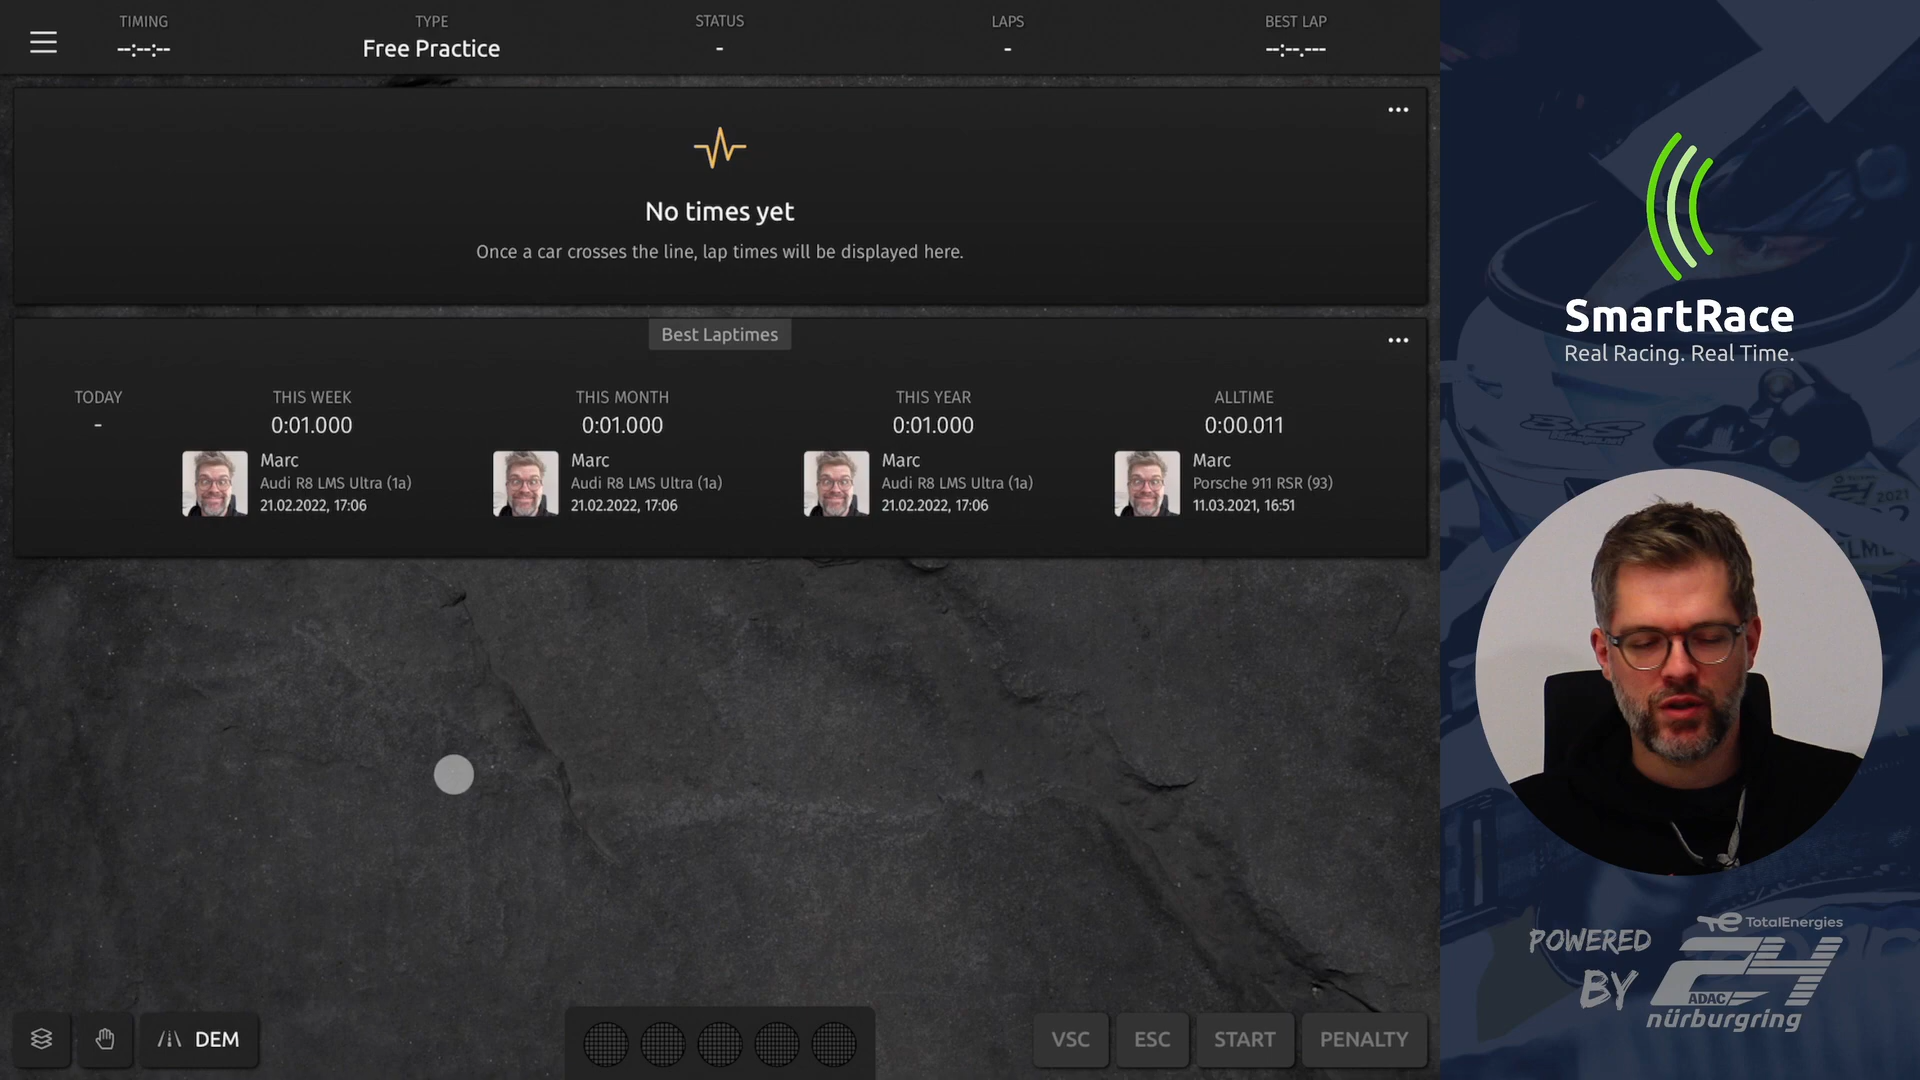 TIMING
--:--:--
TYPE
Free Practice
STATUS
-
LAPS
-
BEST LAP
--:--.---
No times yet
Once a car crosses the line, lap times will be displayed here.
Best Laptimes
TODAY
-
THIS WEEK
0:01.000
Marc
Audi R8 LMS Ultra (1a)
21.02.2022, 17:06
THIS MONTH
0:01.000
Marc
Audi R8 LMS Ultra (1a)
21.02.2022, 17:06
THIS YEAR
0:01.000
Marc
Audi R8 LMS Ultra (1a)
21.02.2022, 17:06
ALLTIME
0:00.011
Marc
Porsche 911 RSR (93)
11.03.2021, 16:51
DEM
VSC
ESC
START
PENALTY
SmartRace
Real Racing. Real Time.
2021
POWERED
BY
TotalEnergies
24
ADAC
nürburgring